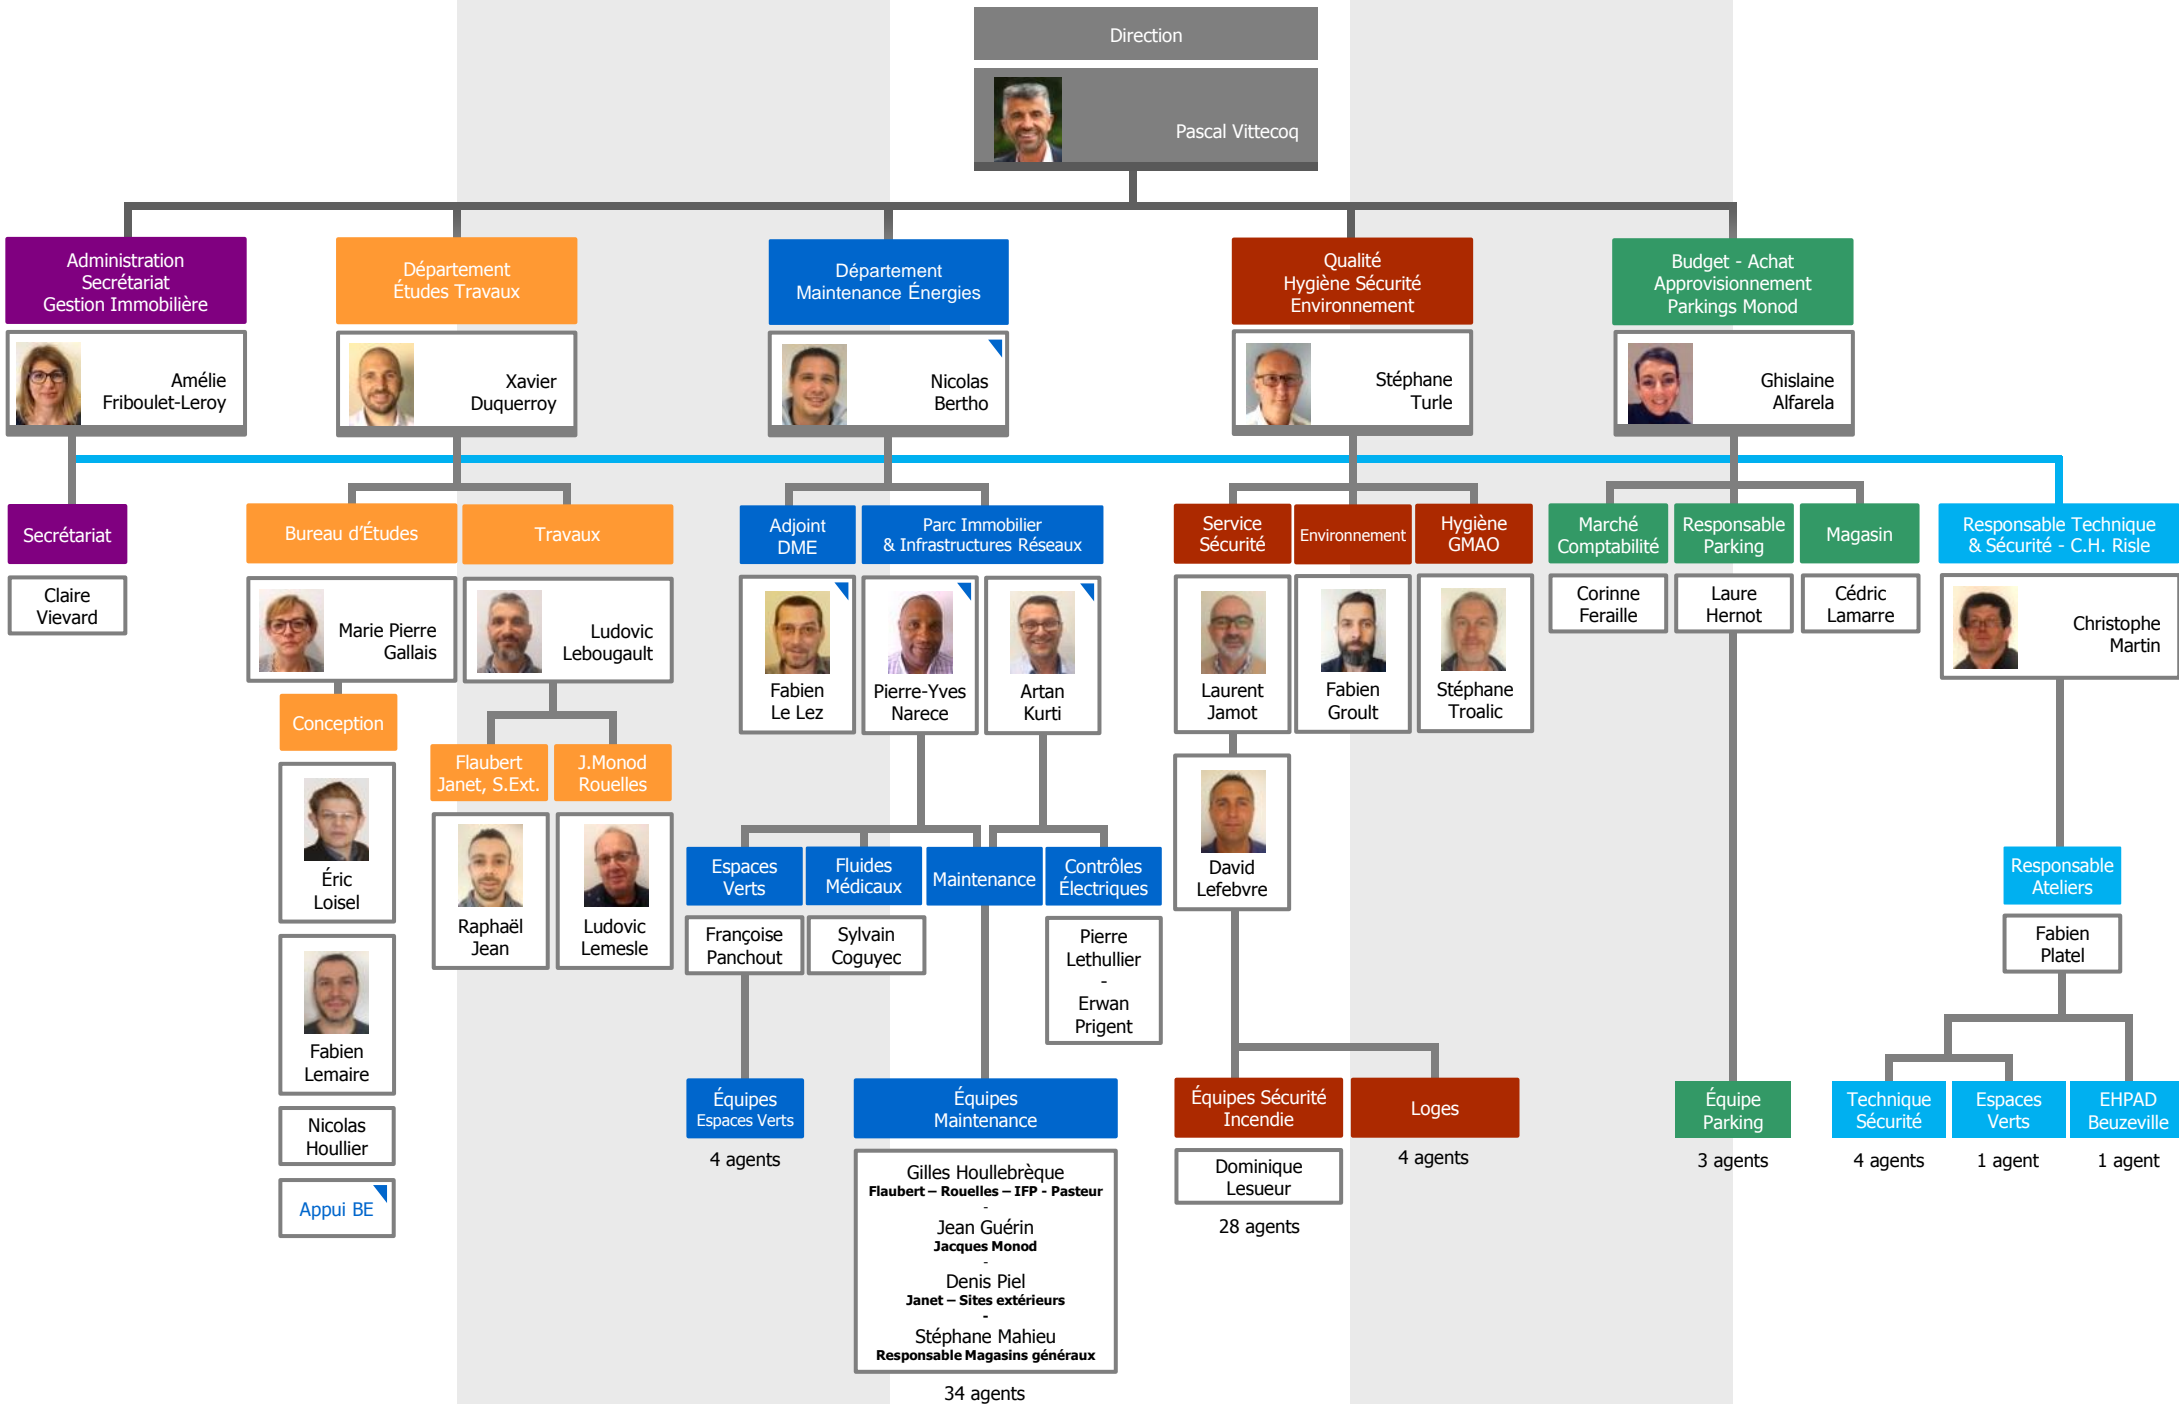 Direction
Pascal Vittecoq
Administration
Secrétariat
Gestion Immobilière
Amélie
Friboulet-Leroy
Département
Études Travaux
Xavier
Duquerroy
Département
Maintenance Énergies
Nicolas
Bertho
Qualité
Hygiène Sécurité
Environnement
Stéphane
Turle
Budget - Achat
Approvisionnement
Parkings Monod
Ghislaine
Alfarela
Secrétariat
Claire
Vievard
Bureau d'Études
Marie Pierre
Gallais
Travaux
Ludovic
Lebougault
Conception
Éric
Loisel
Fabien
Lemaire
Nicolas
Houllier
Appui BE
Flaubert
Janet, S.Ext.
Raphaël
Jean
J.Monod
Rouelles
Ludovic
Lemesle
Adjoint
DME
Fabien
Le Lez
Parc Immobilier
& Infrastructures Réseaux
Pierre-Yves
Narece
Artan
Kurti
Espaces
Verts
Françoise
Panchout
Fluides
Médicaux
Sylvain
Coguyec
Maintenance
Contrôles
Électriques
Pierre
Lethullier
-
Erwan
Prigent
Équipes
Espaces Verts
4 agents
Équipes
Maintenance
Gilles Houllebrèque
Flaubert – Rouelles – IFP - Pasteur
-
Jean Guérin
Jacques Monod
-
Denis Piel
Janet – Sites extérieurs
-
Stéphane Mahieu
Responsable Magasins généraux
34 agents
Service
Sécurité
Laurent
Jamot
David
Lefebvre
Environnement
Fabien
Groult
Hygiène
GMAO
Stéphane
Troalic
Équipes Sécurité
Incendie
Dominique
Lesueur
28 agents
Loges
4 agents
Marché
Comptabilité
Corinne
Feraille
Responsable
Parking
Laure
Hernot
Magasin
Cédric
Lamarre
Équipe
Parking
3 agents
Responsable Technique
& Sécurité - C.H. Risle
Christophe
Martin
Responsable
Ateliers
Fabien
Platel
Technique
Sécurité
4 agents
Espaces
Verts
1 agent
EHPAD
Beuzeville
1 agent